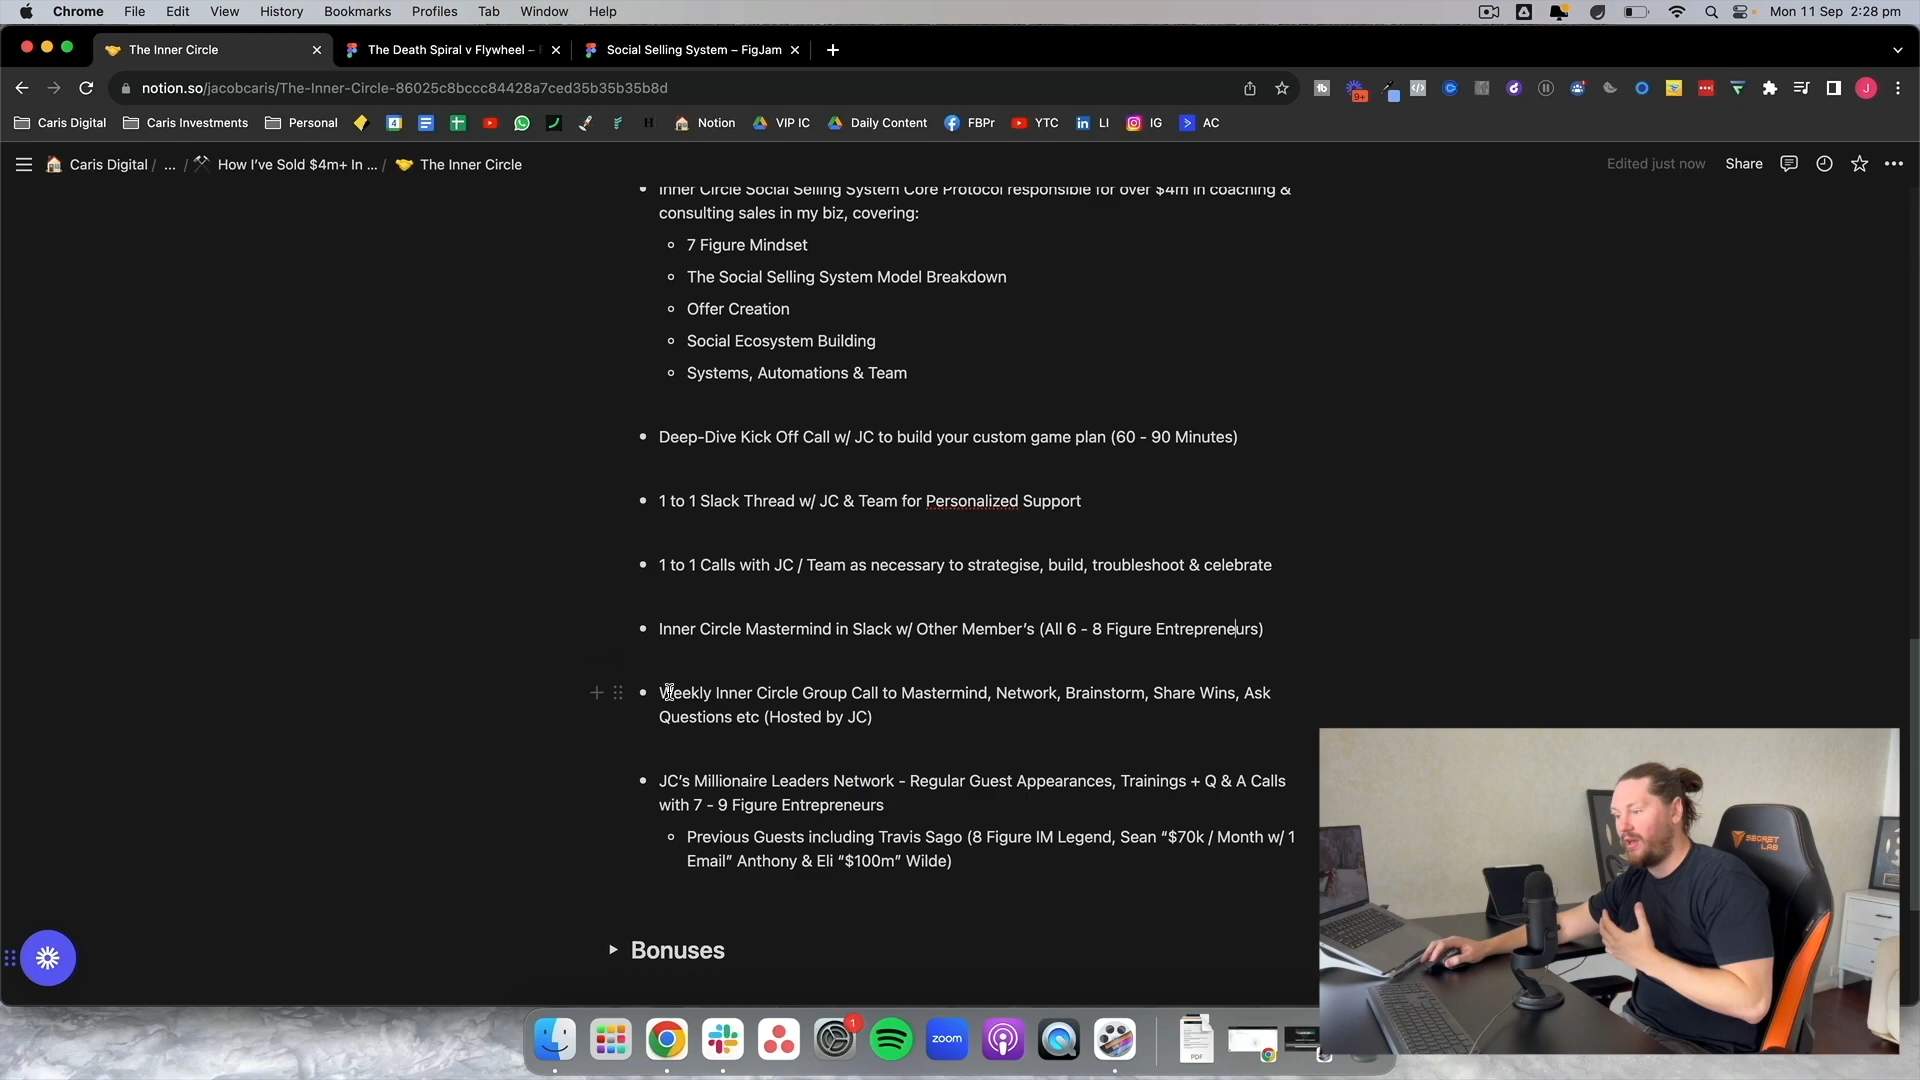 Chrome File Edit View History Bookmarks Profiles Tab Window Help
Mon 11 Sep 2:28 pm
The Inner Circle
The Death Spiral v Flywheel –
Social Selling System – FigJam
notion.so/jacobcaris/The-Inner-Circle-86025c8bccc84428a7ced35b35b35b8d
9+
J
Caris Digital
Caris Investments
Personal
4
H
Notion
VIP IC
Daily Content
FBPr
YTC
LI
IG
AC
Caris Digital / ... / How I’ve Sold $4m+ In ... / The Inner Circle
Edited just now Share
Inner Circle Social Selling System Core Protocol responsible for over $4m in coaching &
consulting sales in my biz, covering:
7 Figure Mindset
The Social Selling System Model Breakdown
Offer Creation
Social Ecosystem Building
Systems, Automations & Team
Deep-Dive Kick Off Call w/ JC to build your custom game plan (60 - 90 Minutes)
1 to 1 Slack Thread w/ JC & Team for Personalized Support
1 to 1 Calls with JC / Team as necessary to strategise, build, troubleshoot & celebrate
Inner Circle Mastermind in Slack w/ Other Member’s (All 6 - 8 Figure Entrepreneurs)
Weekly Inner Circle Group Call to Mastermind, Network, Brainstorm, Share Wins, Ask
Questions etc (Hosted by JC)
JC’s Millionaire Leaders Network - Regular Guest Appearances, Trainings + Q & A Calls
with 7 - 9 Figure Entrepreneurs
Previous Guests including Travis Sago (8 Figure IM Legend, Sean “$70k / Month w/ 1
Email” Anthony & Eli “$100m” Wilde)
Bonuses
SECRET
LAB
1
zoom
PDF